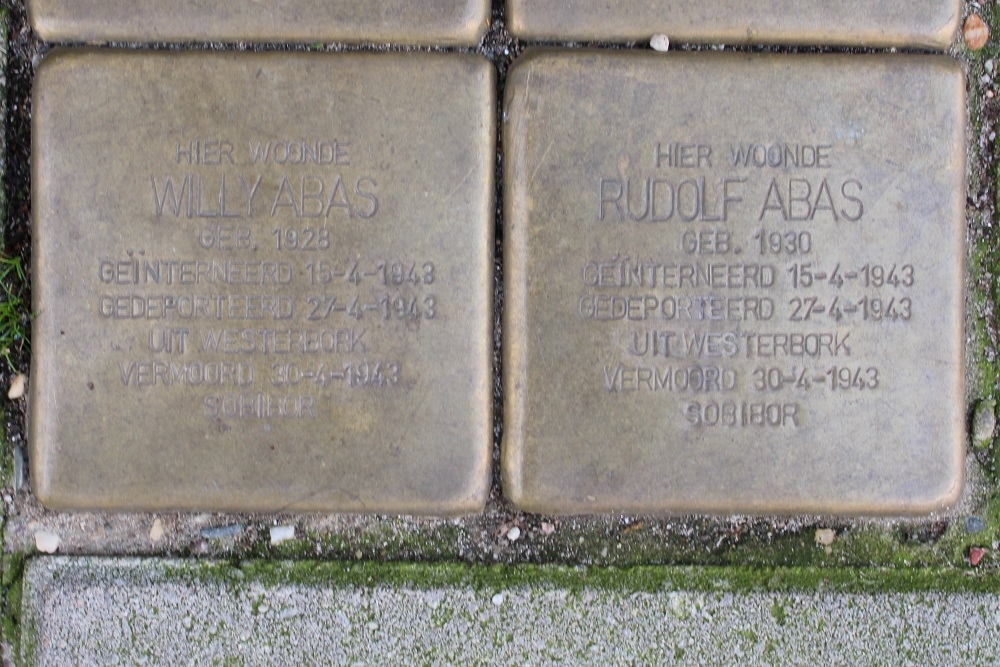 HIER WOONDE
WILLY ABAS
GEB. 1928
GEÏNTERNEERD 15-4-1943
GEDEPORTEERD 27-4-1943
UIT WESTERBORK
VERMOORD 30-4-1943
SOBIBOR
HIER WOONDE
RUDOLF ABAS
GEB. 1930
GEÏNTERNEERD 15-4-1943
GEDEPORTEERD 27-4-1943
UIT WESTERBORK
VERMOORD 30-4-1943
SOBIBOR